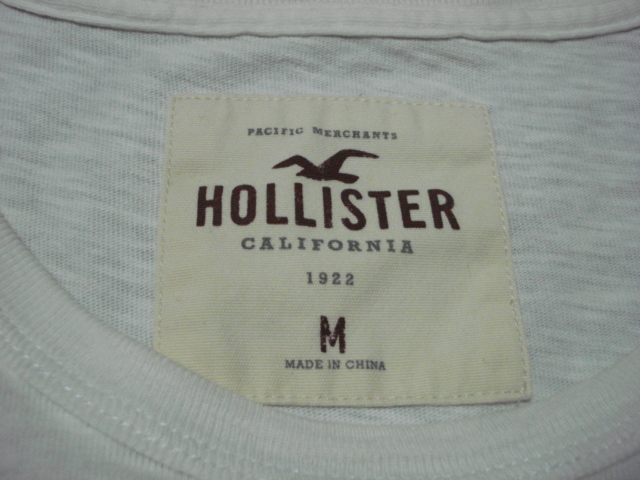 PACIFIC MERCHANTS
HOLLISTER
CALIFORNIA
1922
M
MADE IN CHINA